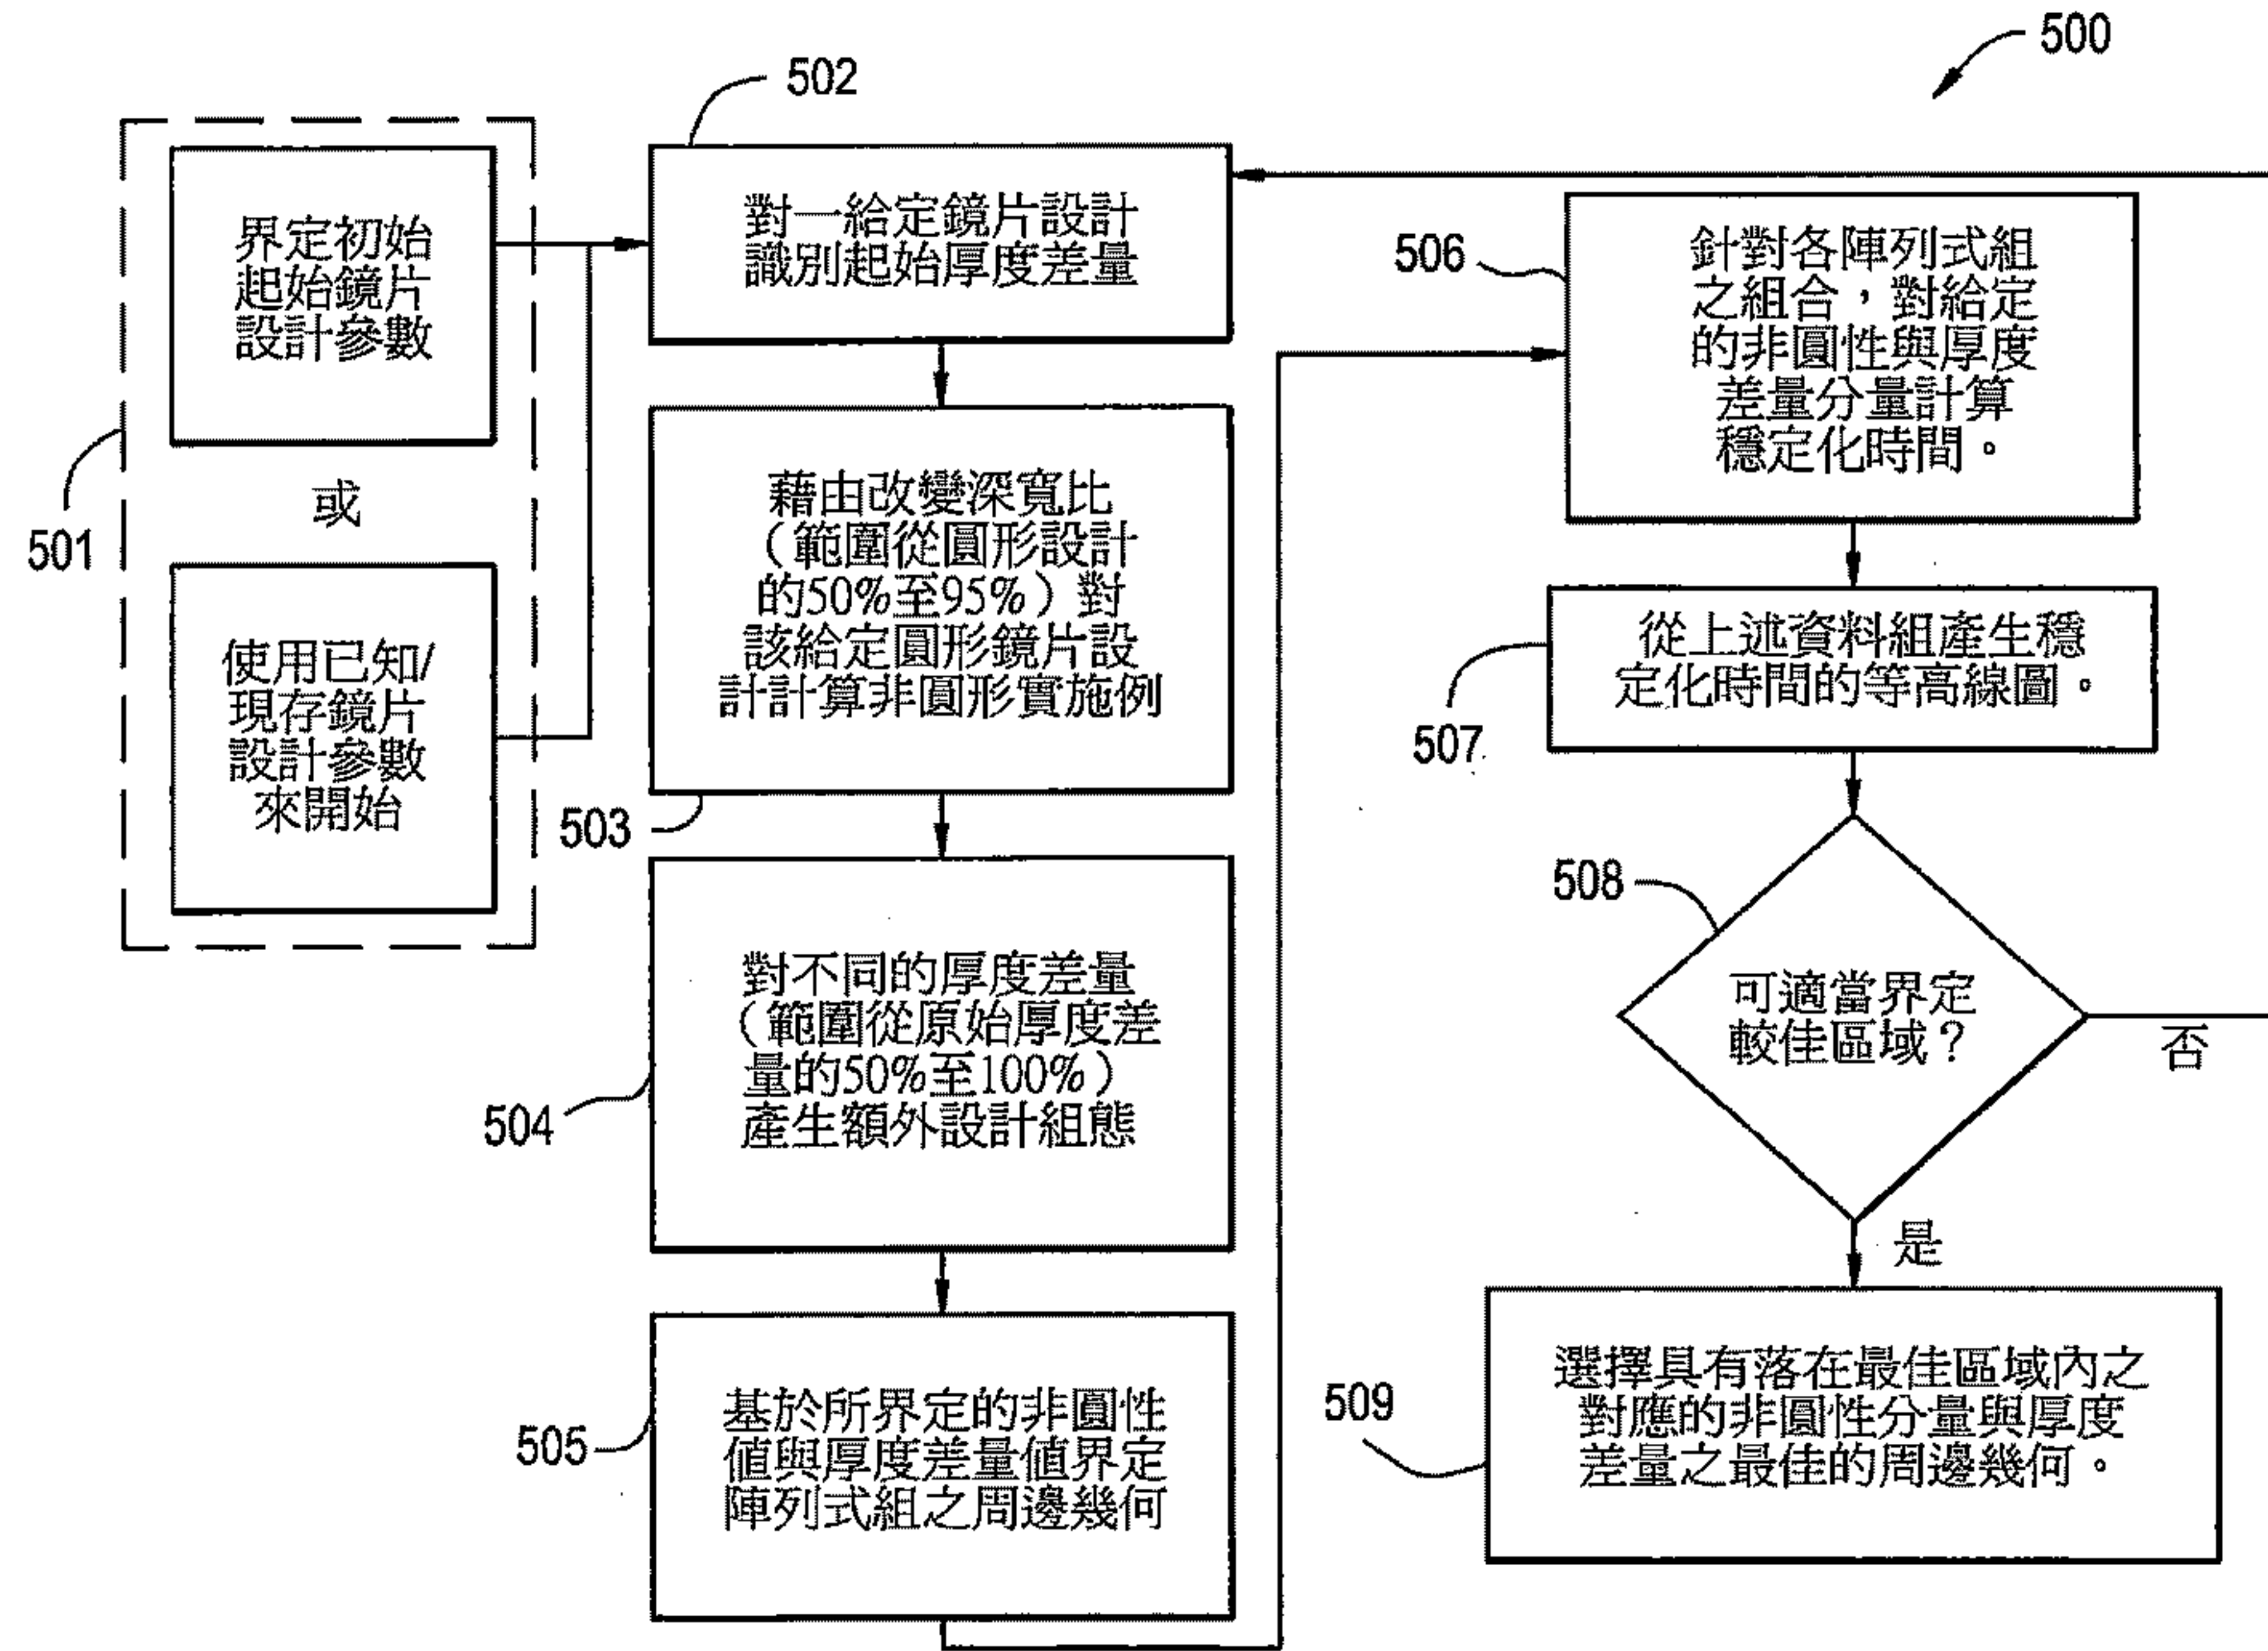 500
501
界定初始
起始鏡片
設計參數
或
使用已知/
現存鏡片
設計參數
來開始
502
對一給定鏡片設計
識別起始厚度差量
503
藉由改變深寬比
（範圍從圓形設計
的50%至95%）對
該給定圓形鏡片設
計計算非圓形實施例
504
對不同的厚度差量
（範圍從原始厚度差
量的50%至100%）
產生額外設計組態
505
基於所界定的非圓性
值與厚度差量值界定
陣列式組之周邊幾何
506
針對各陣列式組
之組合，對給定
的非圓性與厚度
差量分量計算
穩定化時間。
507
從上述資料組產生穩
定化時間的等高線圖。
508
可適當界定
較佳區域？
否
是
509
選擇具有落在最佳區域內之
對應的非圓性分量與厚度
差量之最佳的周邊幾何。